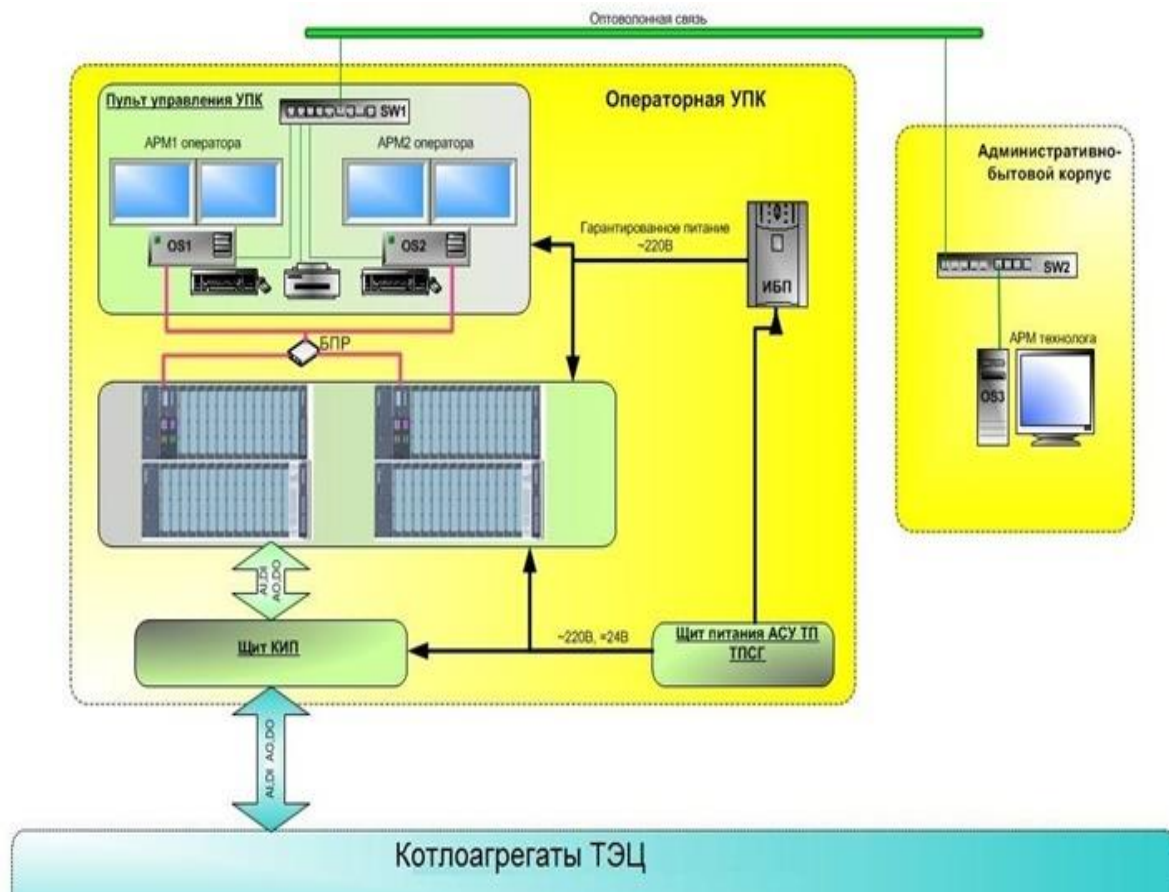 Оптоволонная связь
Пульт управления УПК
SW1
Операторная УПК
АРМ1 оператора
АРМ2 оператора
Административно-
бытовой корпус
OS1
OS2
Гарантированное питание
~220В
ИБП
SW2
АРМ технолога
OS3
БПР
AI,DI
AO,DO
Щит КИП
~220В, =24В
Щит питания АСУ ТП
ТПСГ
AI,DI AO,DO
Котлоагрегаты ТЭЦ